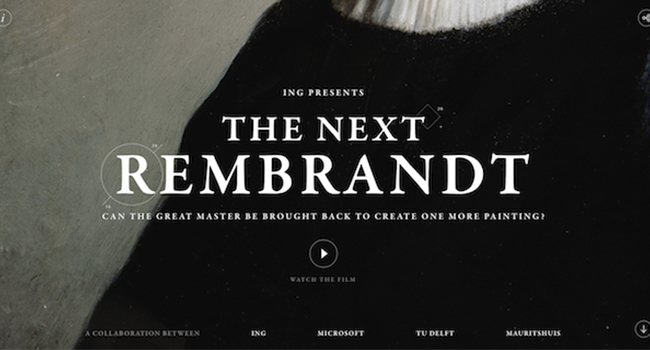 ING PRESENTS
THE NEXT
REMBRANDT
CAN THE GREAT MASTER BE BROUGHT BACK TO CREATE ONE MORE PAINTING?
WATCH THE FILM
A COLLABORATION BETWEEN ING MICROSOFT TU DELFT MAURITSHUIS